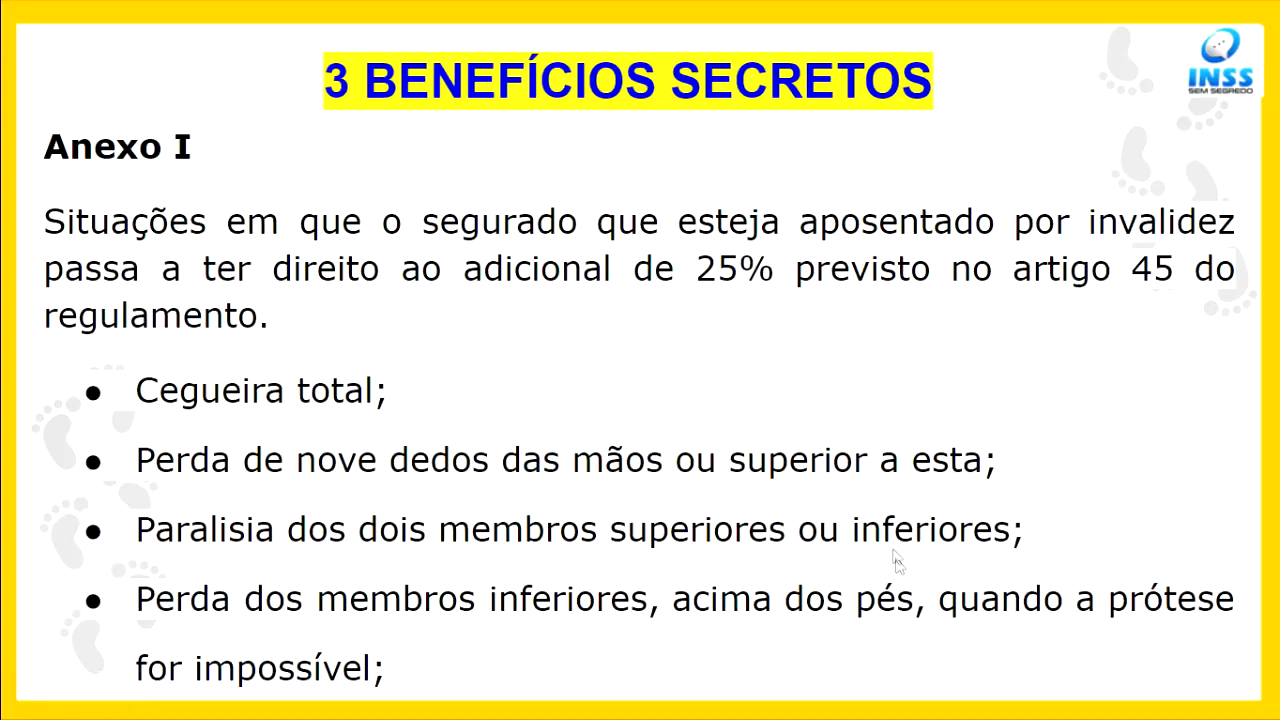 3 BENEFÍCIOS SECRETOS
INSS
SEM SEGREDO
Anexo I
Situações em que o segurado que esteja aposentado por invalidez
passa a ter direito ao adicional de 25% previsto no artigo 45 do
regulamento.
● Cegueira total;
● Perda de nove dedos das mãos ou superior a esta;
● Paralisia dos dois membros superiores ou inferiores;
● Perda dos membros inferiores, acima dos pés, quando a prótese
for impossível;